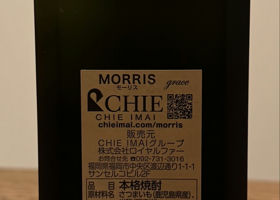 MORRIS grace
モーリス
CHIE
CHIE IMAI
chieimai.com/morris
販売元
CHIE IMAIグループ
株式会社ロイヤルファー
お問合せ ☎092-731-3016
福岡県福岡市中央区渡辺通り1-1-1
サンセルコビル2F
品目 本格焼酎
原材料名 さつまいも(鹿児島県産)、